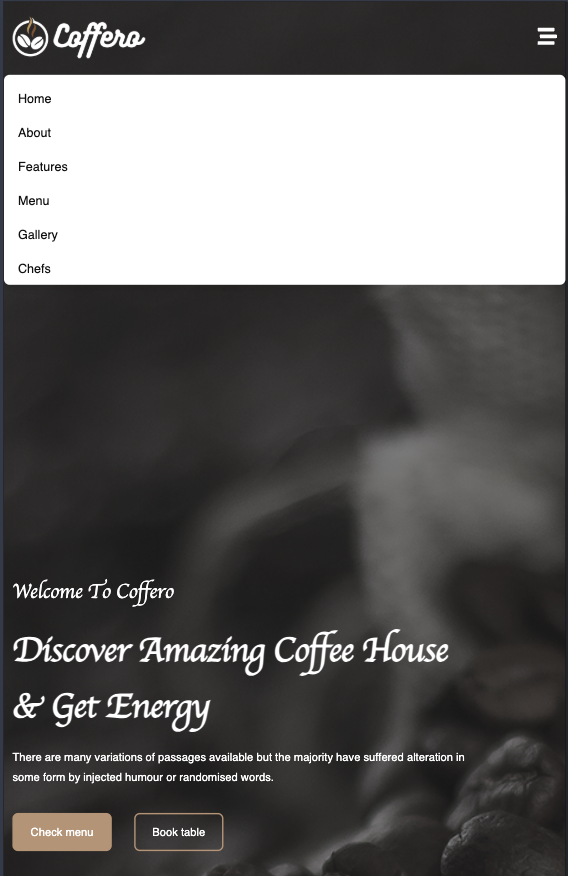 Coffero
Home
About
Features
Menu
Gallery
Chefs
Welcome To Coffero
Discover Amazing Coffee House
& Get Energy
There are many variations of passages available but the majority have suffered alteration in
some form by injected humour or randomised words.
Check menu
Book table